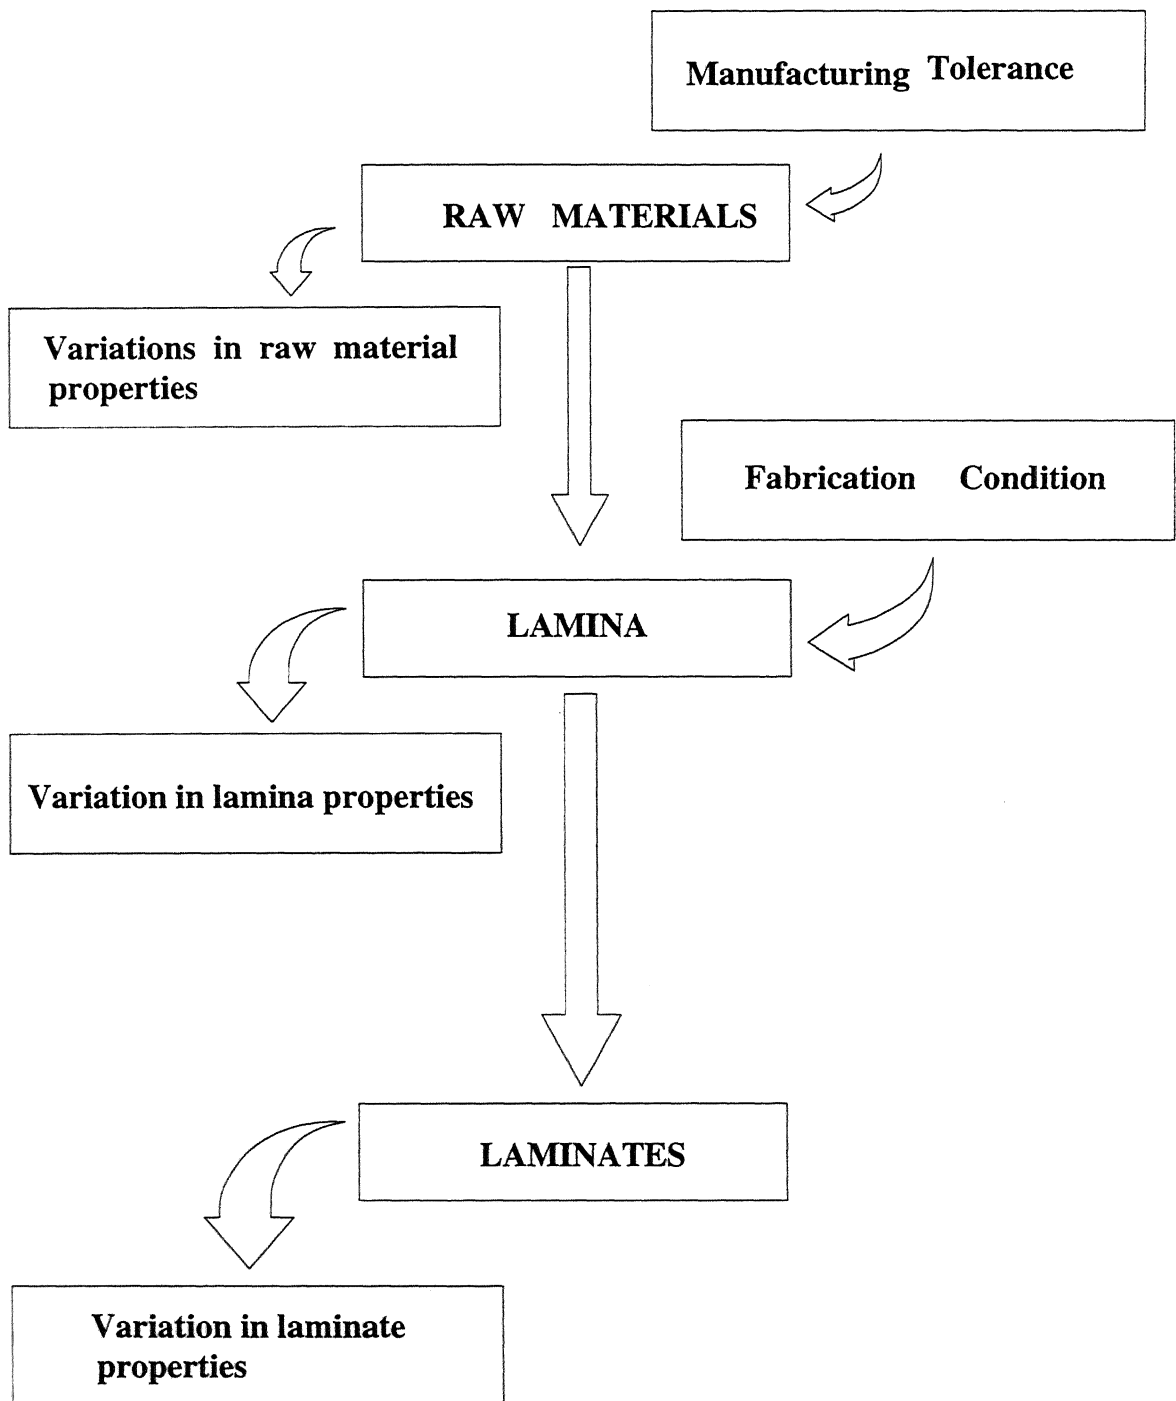 Manufacturing Tolerance
RAW MATERIALS
Variations in raw material
properties
Fabrication Condition
LAMINA
Variation in lamina properties
LAMINATES
Variation in laminate
properties